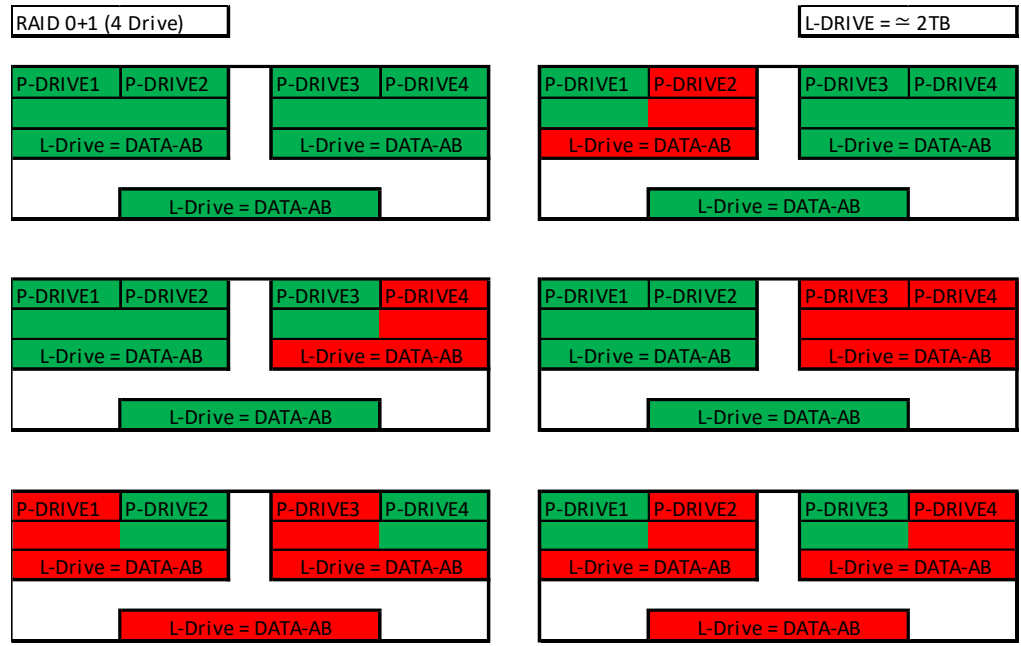 RAID 0+1 (4 Drive) L-DRIVE = ≃ 2TB
P-DRIVE1 P-DRIVE2 P-DRIVE3 P-DRIVE4 P-DRIVE1 P-DRIVE2 P-DRIVE3 P-DRIVE4
L-Drive = DATA-AB L-Drive = DATA-AB L-Drive = DATA-AB L-Drive = DATA-AB
L-Drive = DATA-AB L-Drive = DATA-AB
P-DRIVE1 P-DRIVE2 P-DRIVE3 P-DRIVE4 P-DRIVE1 P-DRIVE2 P-DRIVE3 P-DRIVE4
L-Drive = DATA-AB L-Drive = DATA-AB L-Drive = DATA-AB L-Drive = DATA-AB
L-Drive = DATA-AB L-Drive = DATA-AB
P-DRIVE1 P-DRIVE2 P-DRIVE3 P-DRIVE4 P-DRIVE1 P-DRIVE2 P-DRIVE3 P-DRIVE4
L-Drive = DATA-AB L-Drive = DATA-AB L-Drive = DATA-AB L-Drive = DATA-AB
L-Drive = DATA-AB L-Drive = DATA-AB